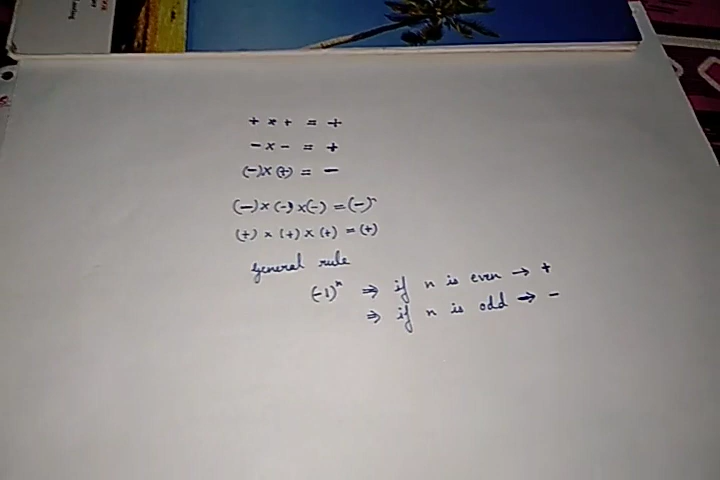 + x + = +
- x - = +
(-) x (+) = -
(-) x (-) x (-) = (-)
(+) x (+) x (+) = (+)
general rule
(-1)ⁿ ⇒ if n is even → +
⇒ if n is odd → -